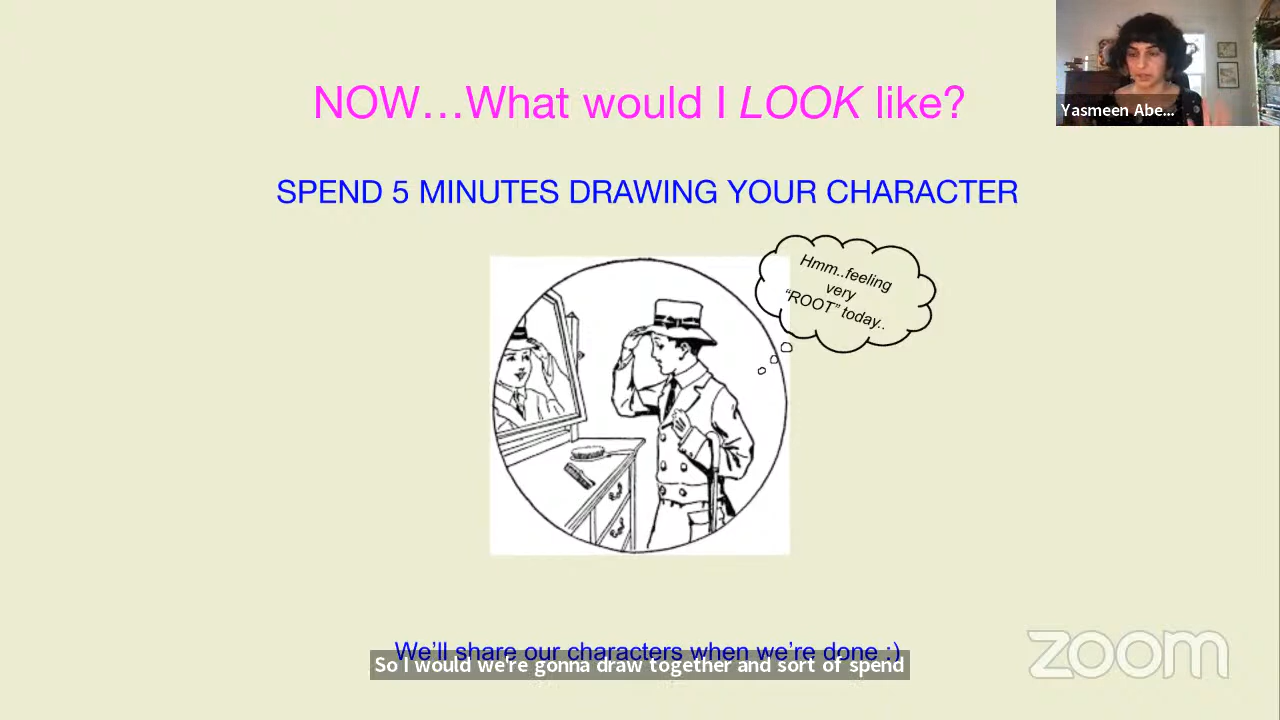 NOW...What would I LOOK like?
Yasmeen Abe...
SPEND 5 MINUTES DRAWING YOUR CHARACTER
Hmm..feeling
very
“ROOT” today..
We'll share our characters when we're done :)
So I would we're gonna draw together and sort of spend
zoom